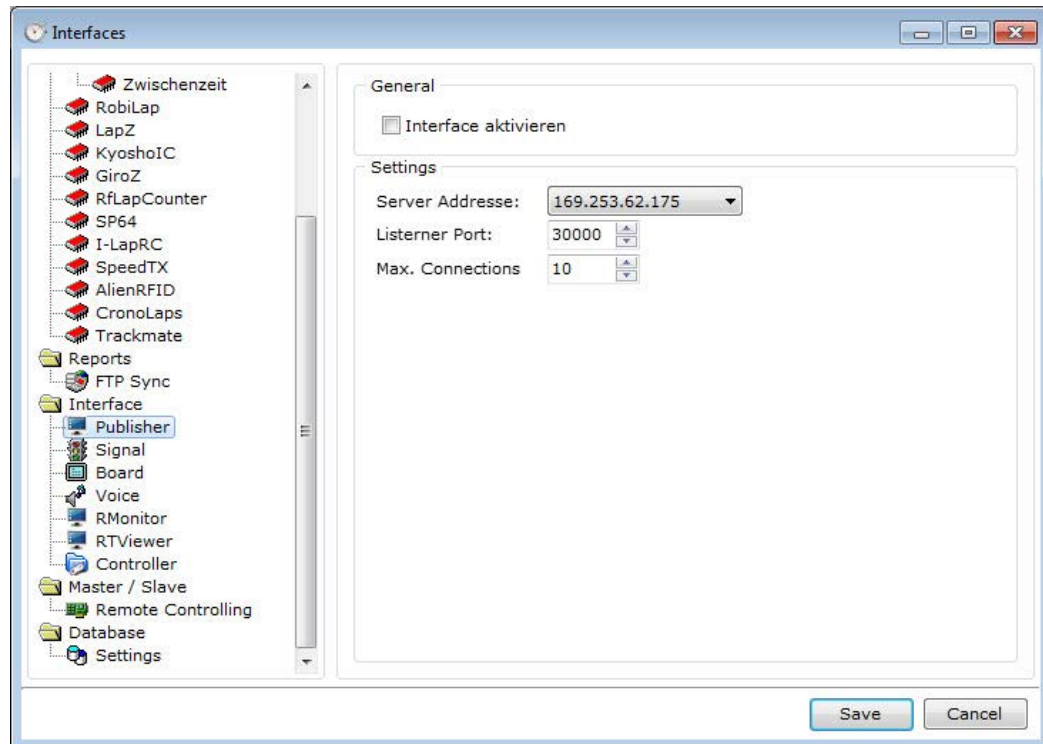 Interfaces
Zwischenzeit
RobiLap
LapZ
KyoshoIC
GiroZ
RfLapCounter
SP64
I-LapRC
SpeedTX
AlienRFID
CronoLaps
Trackmate
Reports
FTP Sync
Interface
Publisher
Signal
Board
Voice
RMonitor
RTViewer
Controller
Master / Slave
Remote Controlling
Database
Settings
General
Interface aktivieren
Settings
Server Addresse: 169.253.62.175
Listerner Port: 30000
Max. Connections 10
Save Cancel